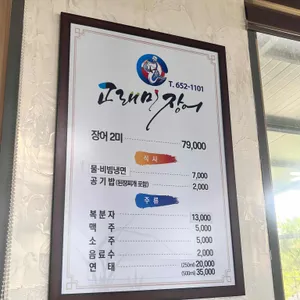 T. 652-1101
고래민장어
장어 2미 79,000
식사
물·비빔냉면 7,000
공기밥(된장찌개 포함) 2,000
주류
복분자 13,000
맥주 5,000
소주 5,000
음료수 2,000
연태 (250ml) 20,000
(500ml) 35,000